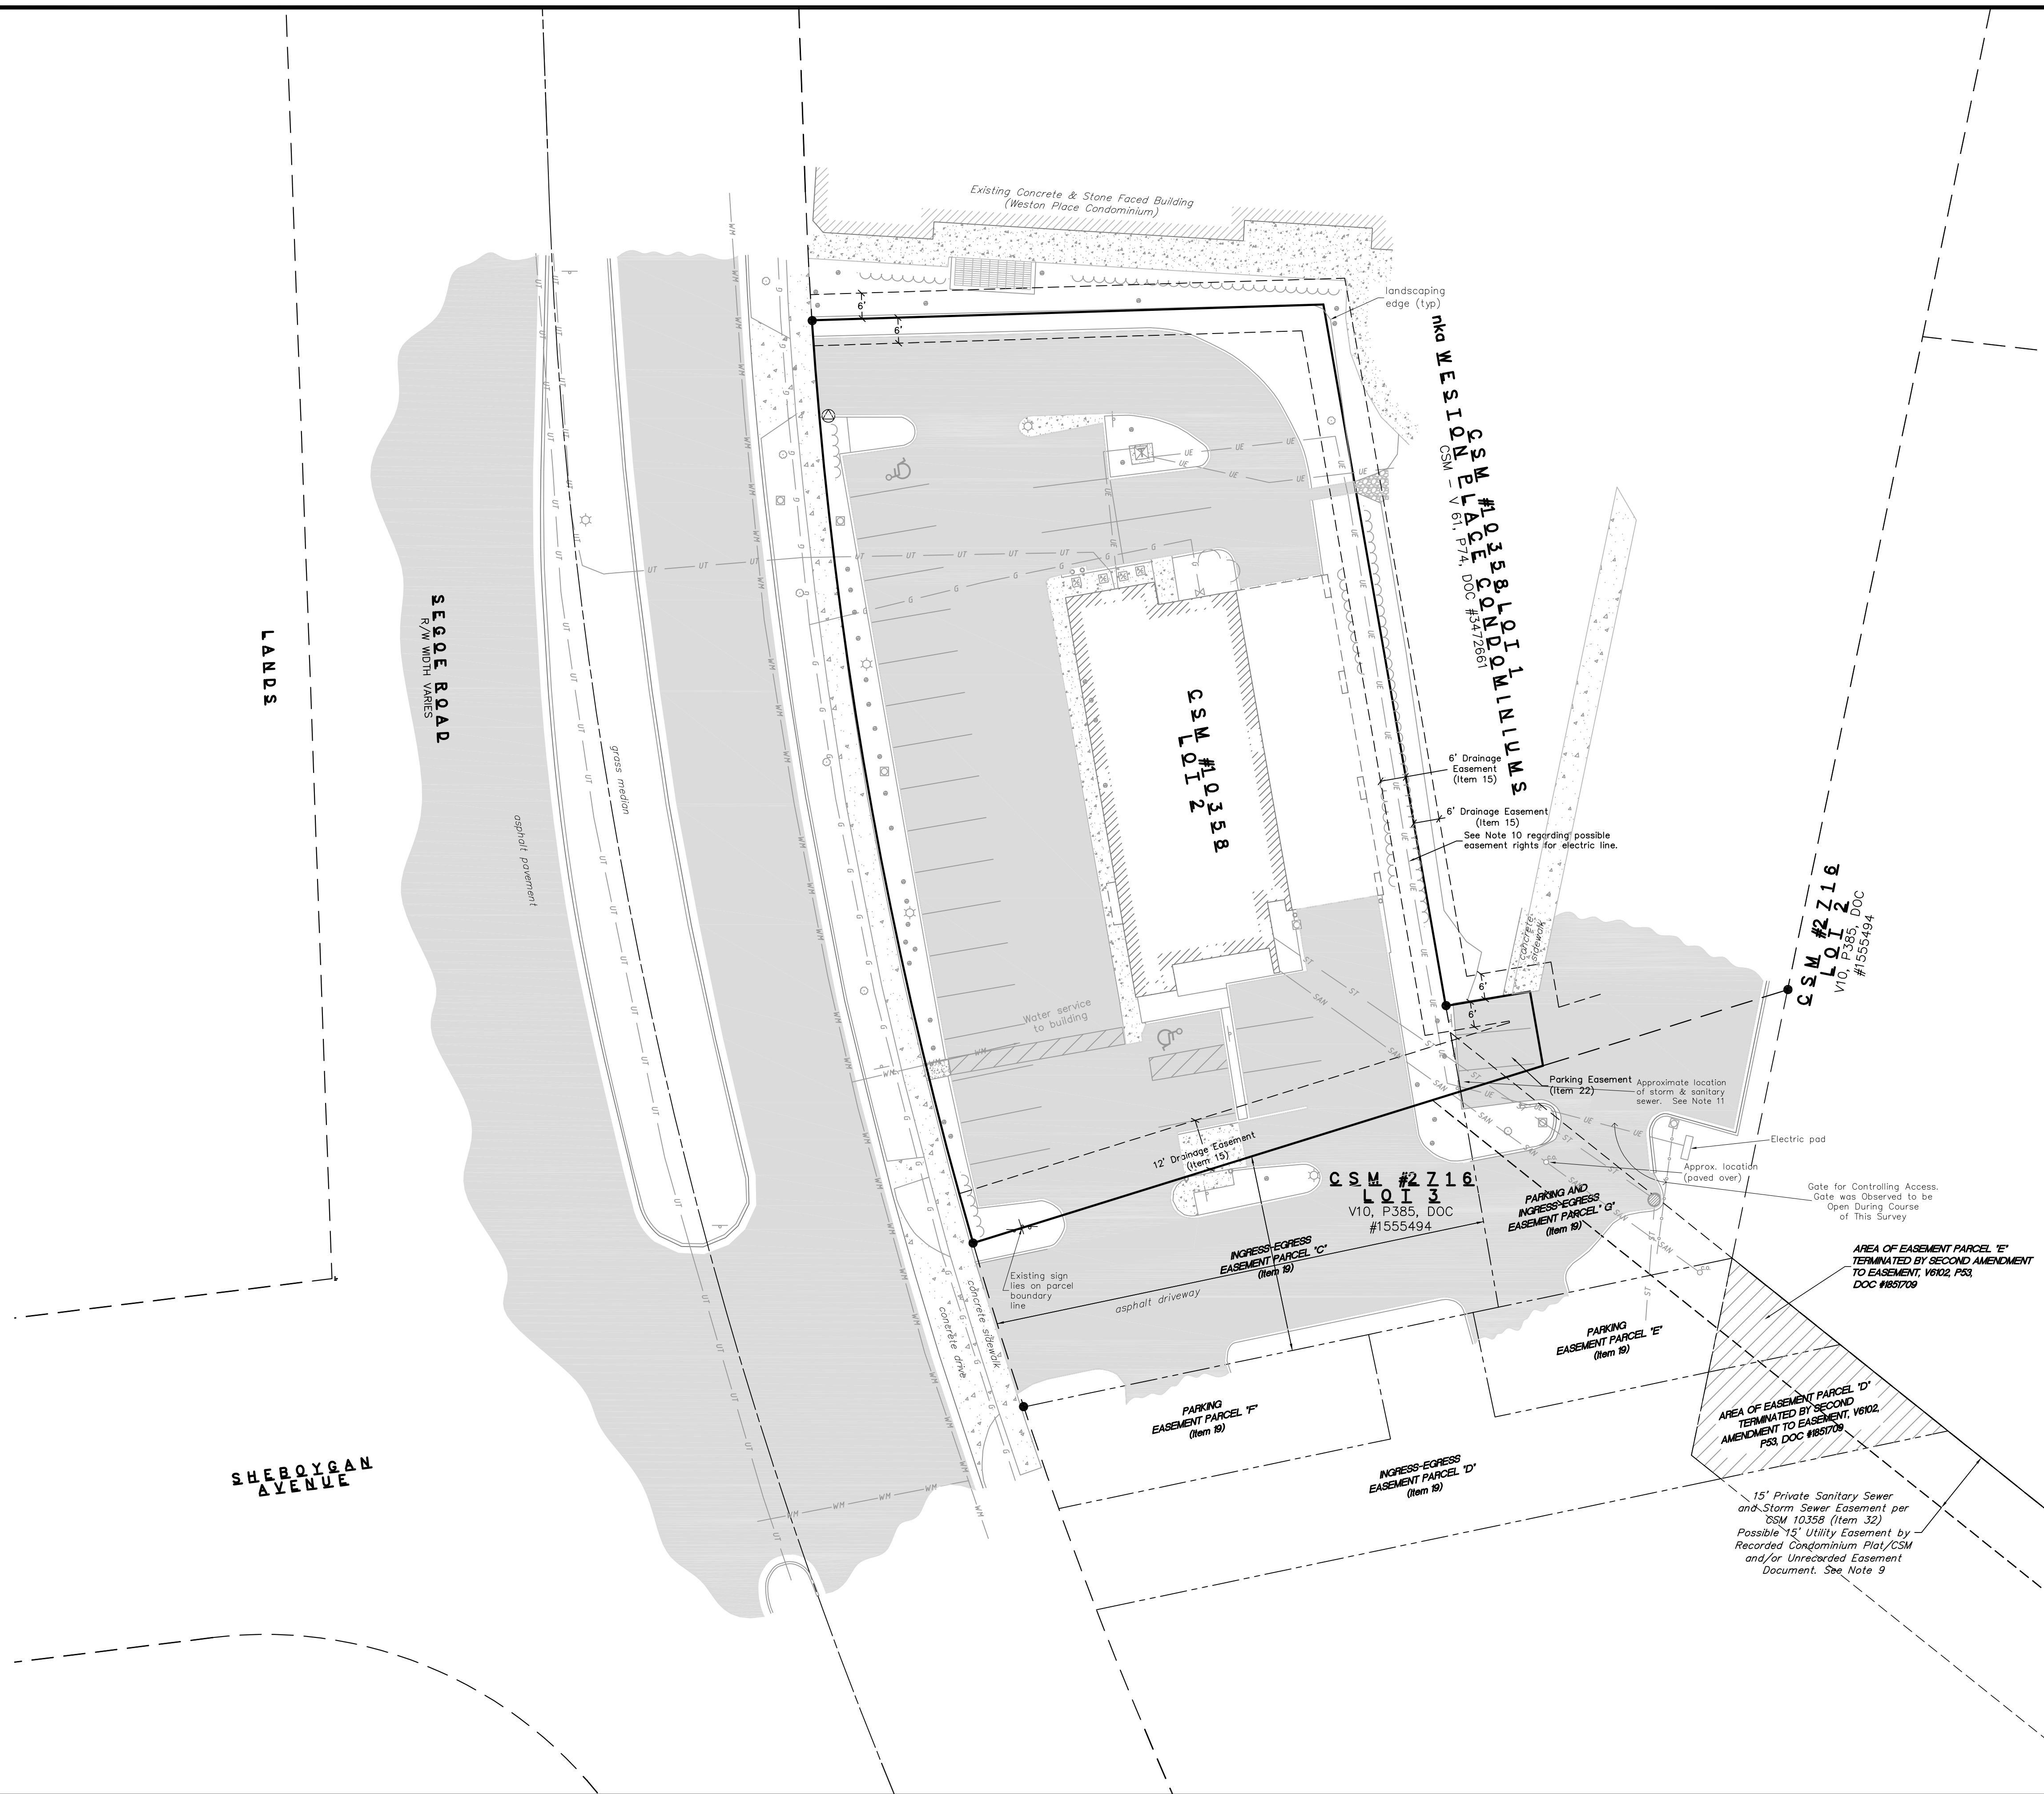 Existing Concrete & Stone Faced Building
(Weston Place Condominium)
landscaping
edge (typ)
6'
6'
CSM #10358 LOT 1
nka WESTON PLACE CONDOMINIUMS
CSM - V 61, P74, DOC #3472661
LANDS
SEGOE ROAD
R/W WIDTH VARIES
grass median
asphalt pavement
CSM #10358
LOT 2
6' Drainage
Easement
(Item 15)
6' Drainage Easement
(Item 15)
See Note 10 regarding possible
easement rights for electric line.
CSM #2716
LOT 2
V10, P385, DOC
#1555494
concrete
sidewalk
6'
6'
Water service
to building
Parking Easement
(Item 22)
Approximate location
of storm & sanitary
sewer. See Note 11
Electric pad
Approx. location
(paved over)
Gate for Controlling Access.
Gate was Observed to be
Open During Course
of This Survey
12' Drainage Easement
(Item 15)
CSM #2716
LOT 3
V10, P385, DOC
#1555494
PARKING AND
INGRESS-EGRESS
EASEMENT PARCEL "G"
(Item 19)
INGRESS-EGRESS
EASEMENT PARCEL "C"
(Item 19)
Existing sign
lies on parcel
boundary
line
asphalt driveway
concrete sidewalk
concrete drive
AREA OF EASEMENT PARCEL "E"
TERMINATED BY SECOND AMENDMENT
TO EASEMENT, V6102, P53,
DOC #1851709
PARKING
EASEMENT PARCEL "E"
(Item 19)
AREA OF EASEMENT PARCEL "D"
TERMINATED BY SECOND
AMENDMENT TO EASEMENT, V6102,
P53, DOC #1851709
PARKING
EASEMENT PARCEL "F"
(Item 19)
INGRESS-EGRESS
EASEMENT PARCEL "D"
(Item 19)
SHEBOYGAN
AVENUE
15' Private Sanitary Sewer
and Storm Sewer Easement per
CSM 10358 (Item 32)
Possible 15' Utility Easement by
Recorded Condominium Plat/CSM
and/or Unrecorded Easement
Document. See Note 9